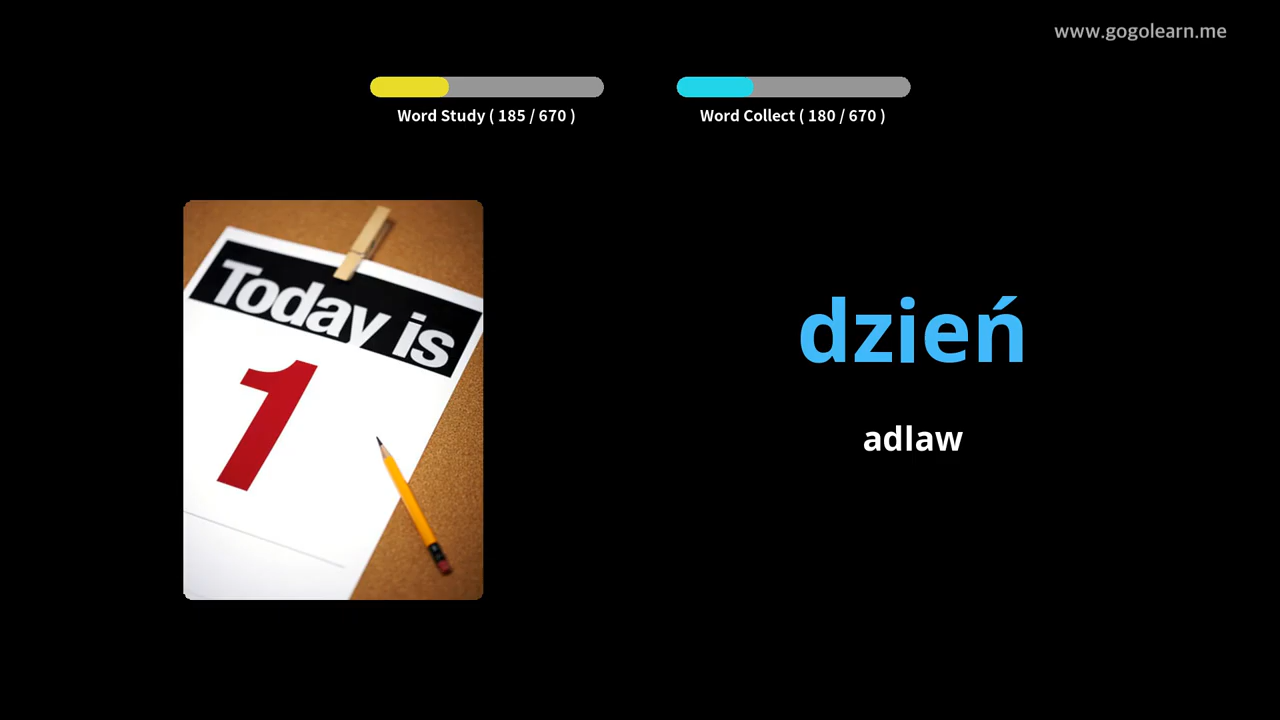 www.gogolearn.me
Word Study ( 185 / 670 )
Word Collect ( 180 / 670 )
Today is
1
dzień
adlaw